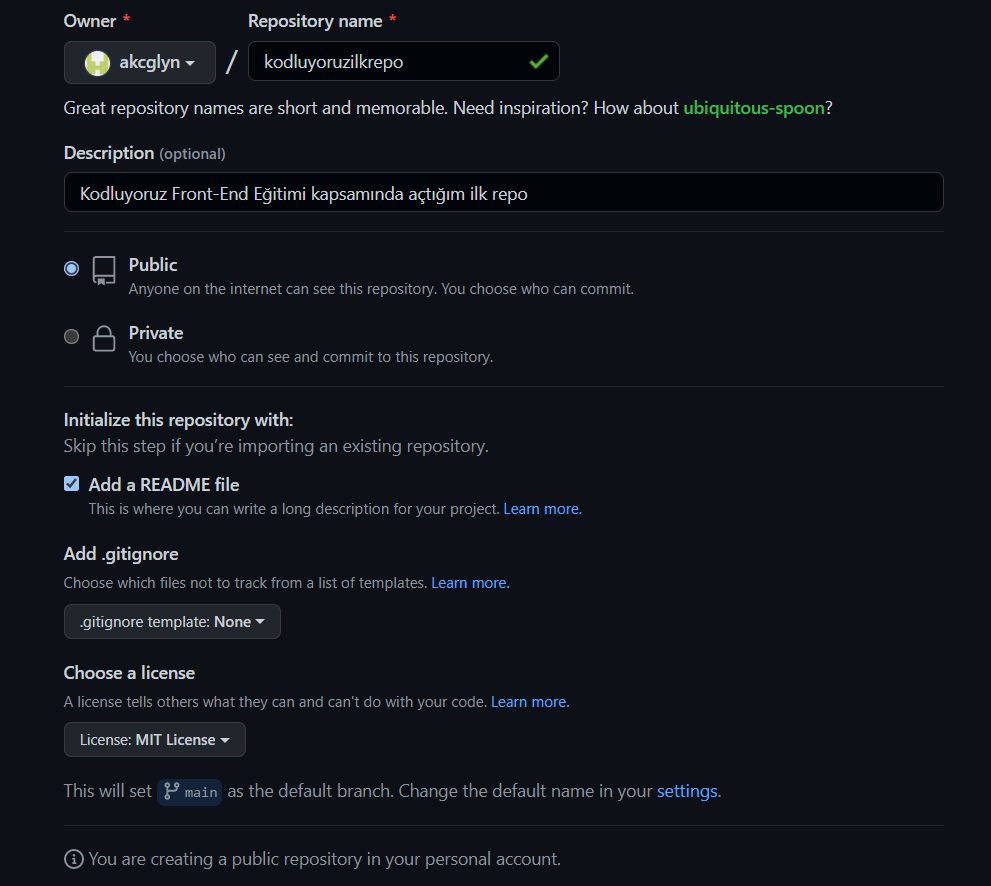 Owner * Repository name *
akcglyn / kodluyoruzilkrepo
Great repository names are short and memorable. Need inspiration? How about ubiquitous-spoon?
Description (optional)
Kodluyoruz Front-End Eğitimi kapsamında açtığım ilk repo
Public
Anyone on the internet can see this repository. You choose who can commit.
Private
You choose who can see and commit to this repository.
Initialize this repository with:
Skip this step if you’re importing an existing repository.
Add a README file
This is where you can write a long description for your project. Learn more.
Add .gitignore
Choose which files not to track from a list of templates. Learn more.
.gitignore template: None
Choose a license
A license tells others what they can and can't do with your code. Learn more.
License: MIT License
This will set main as the default branch. Change the default name in your settings.
You are creating a public repository in your personal account.